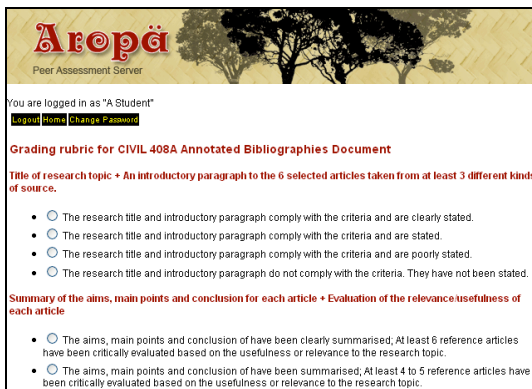 Aropä
Peer Assessment Server
You are logged in as "A Student"
Logout Home Change Password
Grading rubric for CIVIL 408A Annotated Bibliographies Document
Title of research topic + An introductory paragraph to the 6 selected articles taken from at least 3 different kinds
of source.
The research title and introductory paragraph comply with the criteria and are clearly stated.
The research title and introductory paragraph comply with the criteria and are stated.
The research title and introductory paragraph comply with the criteria and are poorly stated.
The research title and introductory paragraph do not comply with the criteria. They have not been stated.
Summary of the aims, main points and conclusion for each article + Evaluation of the relevance/usefulness of
each article
The aims, main points and conclusion of have been clearly summarised; At least 6 reference articles
have been critically evaluated based on the usefulness or relevance to the research topic.
The aims, main points and conclusion of have been summarised; At least 4 to 5 reference articles have
been critically evaluated based on the usefulness or relevance to the research topic.